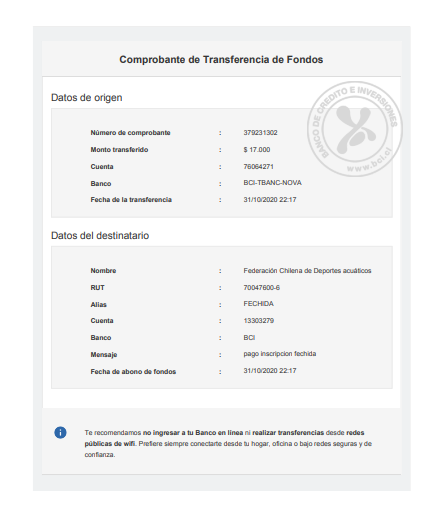 Comprobante de Transferencia de Fondos
BANCO DE CREDITO E INVERSIONES
www.bci.cl
Datos de origen
Número de comprobante : 379231302
Monto transferido : $ 17.000
Cuenta : 76064271
Banco : BCI-TBANC-NOVA
Fecha de la transferencia : 31/10/2020 22:17
Datos del destinatario
Nombre : Federación Chilena de Deportes acuáticos
RUT : 70047600-6
Alias : FECHIDA
Cuenta : 13303279
Banco : BCI
Mensaje : pago inscripcion fechida
Fecha de abono de fondos : 31/10/2020 22:17
Te recomendamos no ingresar a tu Banco en línea ni realizar transferencias desde redes
públicas de wifi. Prefiere siempre conectarte desde tu hogar, oficina o bajo redes seguras y de
confianza.